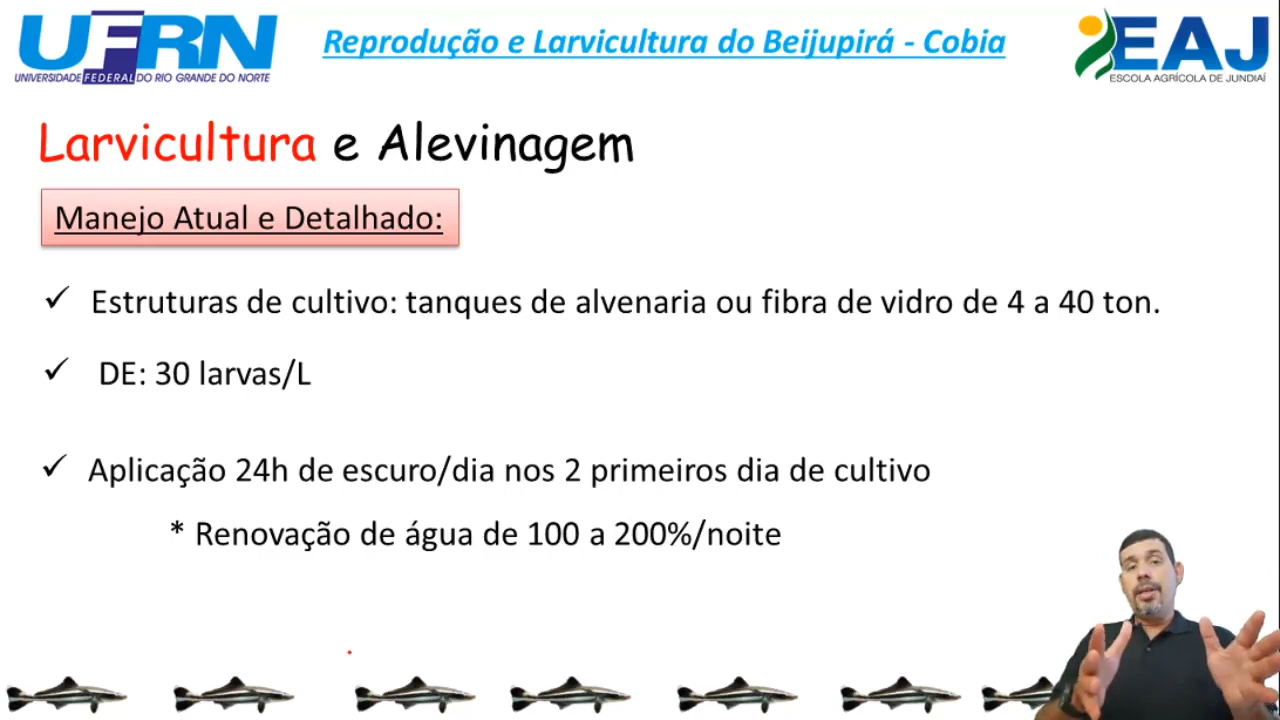 UFRN
UNIVERSIDADE FEDERAL DO RIO GRANDE DO NORTE
Reprodução e Larvicultura do Beijupirá - Cobia
EAJ
ESCOLA AGRÍCOLA DE JUNDIAÍ
Larvicultura e Alevinagem
Manejo Atual e Detalhado:
✓ Estruturas de cultivo: tanques de alvenaria ou fibra de vidro de 4 a 40 ton.
✓ DE: 30 larvas/L
✓ Aplicação 24h de escuro/dia nos 2 primeiros dia de cultivo
* Renovação de água de 100 a 200%/noite